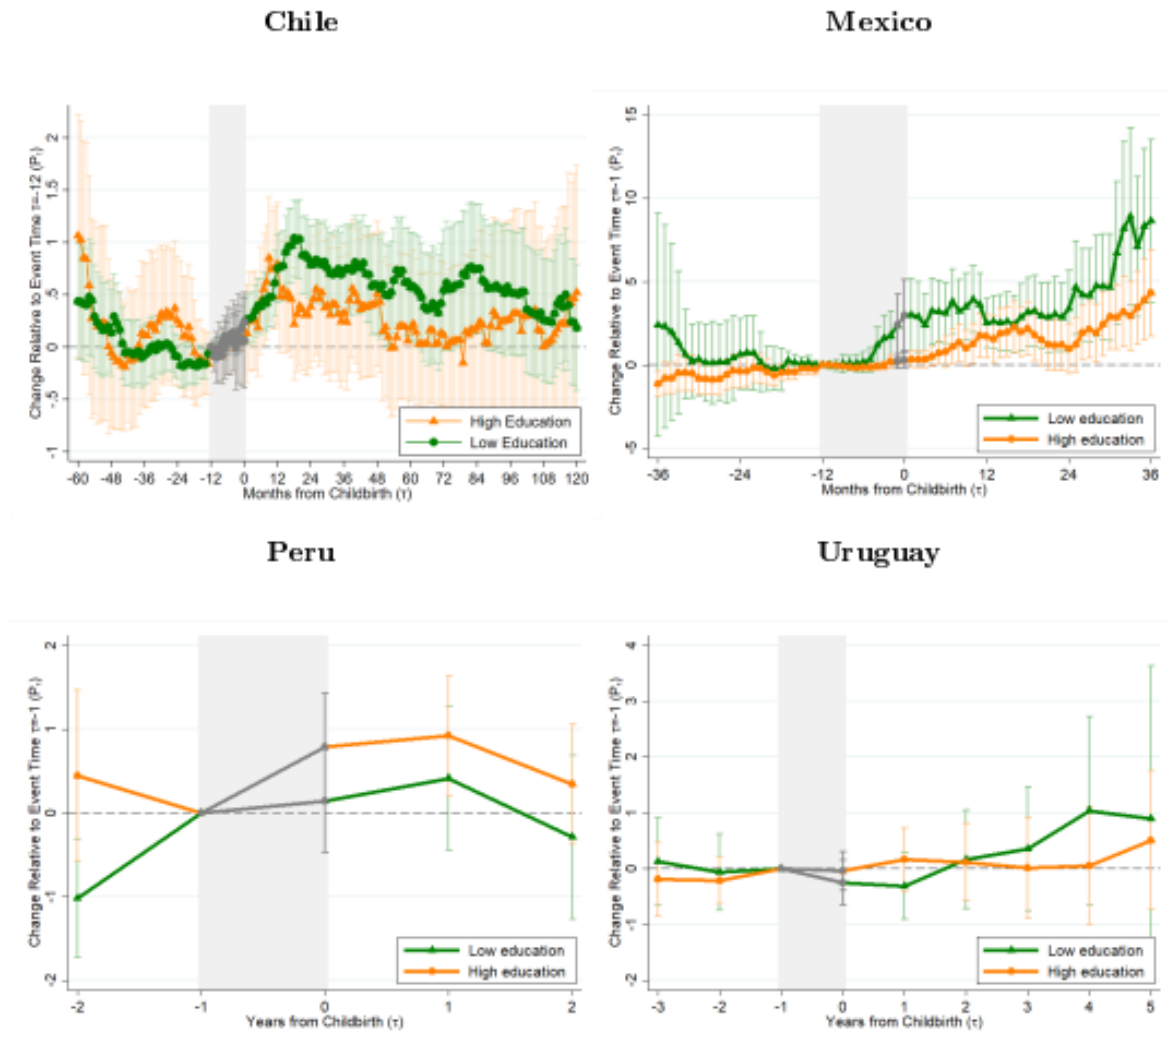 Chile
Mexico
Change Relative to Event Time τ=-12 (Pτ)
2
1.5
1
.5
0
-.5
-1
High Education
Low Education
-60 -48 -36 -24 -12 0 12 24 36 48 60 72 84 96 108 120
Months from Childbirth (τ)
Change Relative to Event Time τ=-1 (Pτ)
15
10
5
0
-5
Low education
High education
-36 -24 -12 0 12 24 36
Months from Childbirth (τ)
Peru
Uruguay
Change Relative to Event Time τ=-1 (Pτ)
2
1
0
-1
-2
Low education
High education
-2 -1 0 1 2
Years from Childbirth (τ)
Change Relative to Event Time τ=-1 (Pτ)
4
3
2
1
0
-1
-2
Low education
High education
-3 -2 -1 0 1 2 3 4 5
Years from Childbirth (τ)